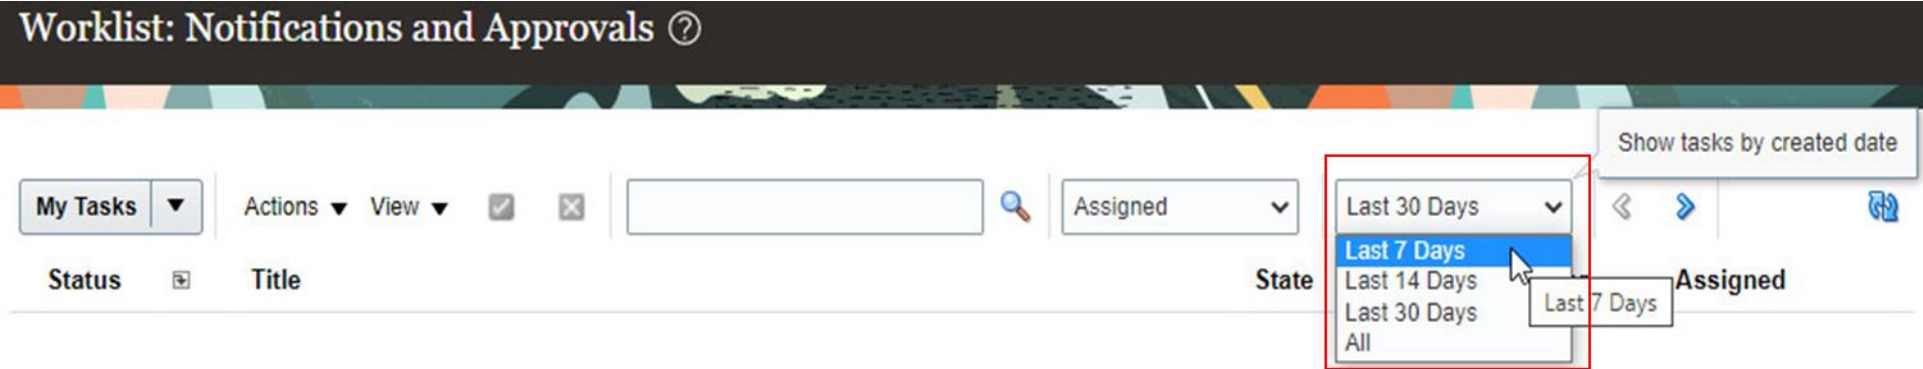 Worklist: Notifications and Approvals ?
Show tasks by created date
My Tasks Actions View Assigned Last 30 Days
Last 7 Days
Status Title State Assigned
Last 14 Days
Last 7 Days
Last 30 Days
All